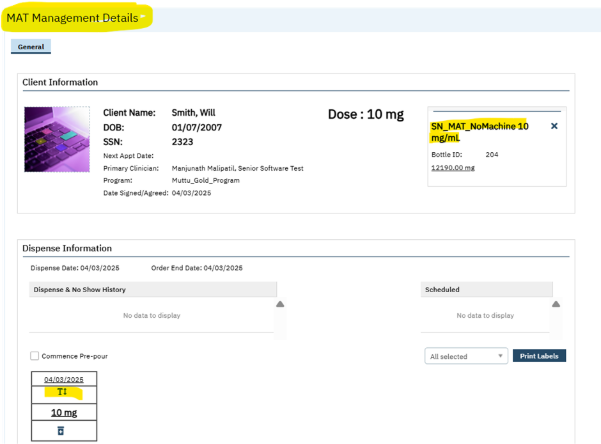 MAT Management Details
General
Client Information
Client Name: Smith, Will
DOB: 01/07/2007
SSN: 2323
Next Appt Date:
Primary Clinician: Manjunath Malipatil, Senior Software Test
Program: Muttu_Gold_Program
Date Signed/Agreed: 04/03/2025
Dose : 10 mg
SN_MAT_NoMachine 10
mg/mL
Bottle ID: 204
12190.00 mg
Dispense Information
Dispense Date: 04/03/2025 Order End Date: 04/03/2025
Dispense & No Show History
No data to display
Scheduled
No data to display
Commence Pre-pour
All selected
Print Labels
04/03/2025
T↕
10 mg